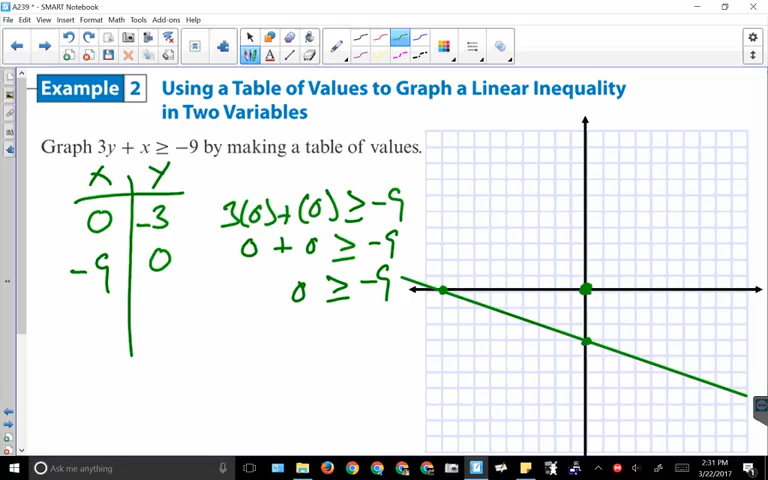 A239 * - SMART Notebook
File Edit View Insert Format Math Tools Add-ons Help
Example 2 Using a Table of Values to Graph a Linear Inequality
in Two Variables
Graph 3y + x ≥ −9 by making a table of values.
X Y
0 -3
-9 0
3(0)+(0) ≥ -9
0 + 0 ≥ -9
0 ≥ -9
Ask me anything
2:31 PM
3/22/2017